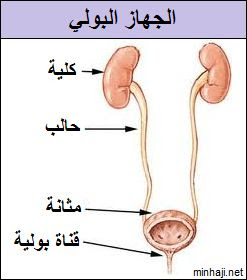 الجهاز البولي
كلية
حالب
مثانة
قناة بولية
minhaji.net